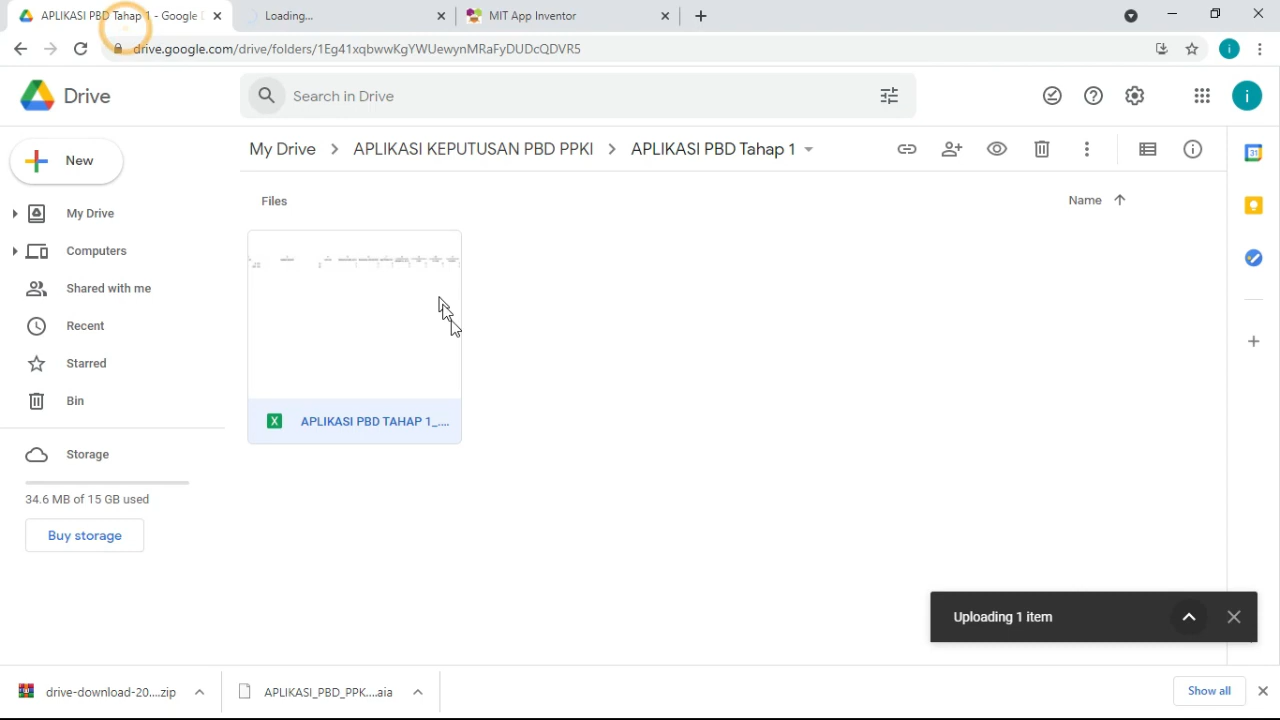 APLIKASI PBD Tahap 1 - Google D
Loading...
MIT App Inventor
drive.google.com/drive/folders/1Eg41xqbwwKgYWUewynMRaFyDUDcQDVR5
i
Drive
Search in Drive
i
New
My Drive
APLIKASI KEPUTUSAN PBD PPKI
APLIKASI PBD Tahap 1
31
My Drive
Computers
Shared with me
Recent
Starred
Bin
Storage
34.6 MB of 15 GB used
Buy storage
Files
Name
X
APLIKASI PBD TAHAP 1_....
Uploading 1 item
drive-download-20....zip
APLIKASI_PBD_PPK....aia
Show all